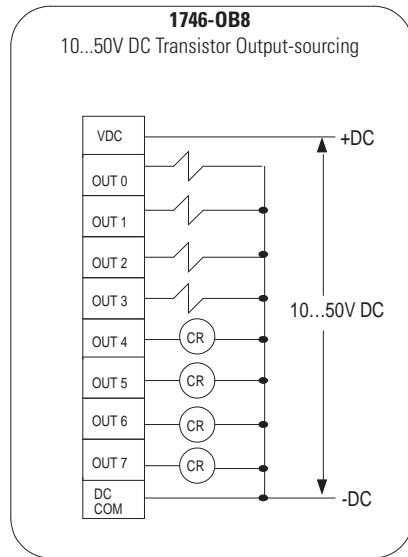 1746-OB8
10...50V DC Transistor Output-sourcing
VDC
+DC
OUT 0
OUT 1
OUT 2
OUT 3
10...50V DC
OUT 4
CR
OUT 5
CR
OUT 6
CR
OUT 7
CR
DC
COM
-DC